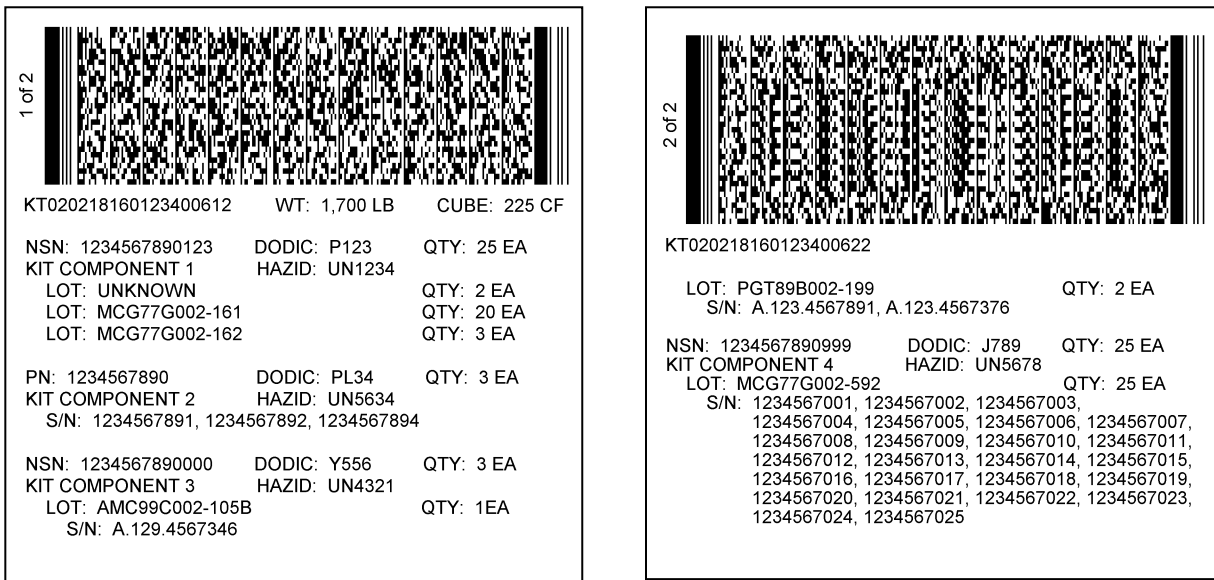 1 of 2
KT020218160123400612 WT: 1,700 LB CUBE: 225 CF
NSN: 1234567890123 DODIC: P123 QTY: 25 EA
KIT COMPONENT 1 HAZID: UN1234
LOT: UNKNOWN QTY: 2 EA
LOT: MCG77G002-161 QTY: 20 EA
LOT: MCG77G002-162 QTY: 3 EA
PN: 1234567890 DODIC: PL34 QTY: 3 EA
KIT COMPONENT 2 HAZID: UN5634
S/N: 1234567891, 1234567892, 1234567894
NSN: 1234567890000 DODIC: Y556 QTY: 3 EA
KIT COMPONENT 3 HAZID: UN4321
LOT: AMC99C002-105B QTY: 1EA
S/N: A.129.4567346
2 of 2
KT020218160123400622
LOT: PGT89B002-199 QTY: 2 EA
S/N: A.123.4567891, A.123.4567376
NSN: 1234567890999 DODIC: J789 QTY: 25 EA
KIT COMPONENT 4 HAZID: UN5678
LOT: MCG77G002-592 QTY: 25 EA
S/N: 1234567001, 1234567002, 1234567003,
1234567004, 1234567005, 1234567006, 1234567007,
1234567008, 1234567009, 1234567010, 1234567011,
1234567012, 1234567013, 1234567014, 1234567015,
1234567016, 1234567017, 1234567018, 1234567019,
1234567020, 1234567021, 1234567022, 1234567023,
1234567024, 1234567025